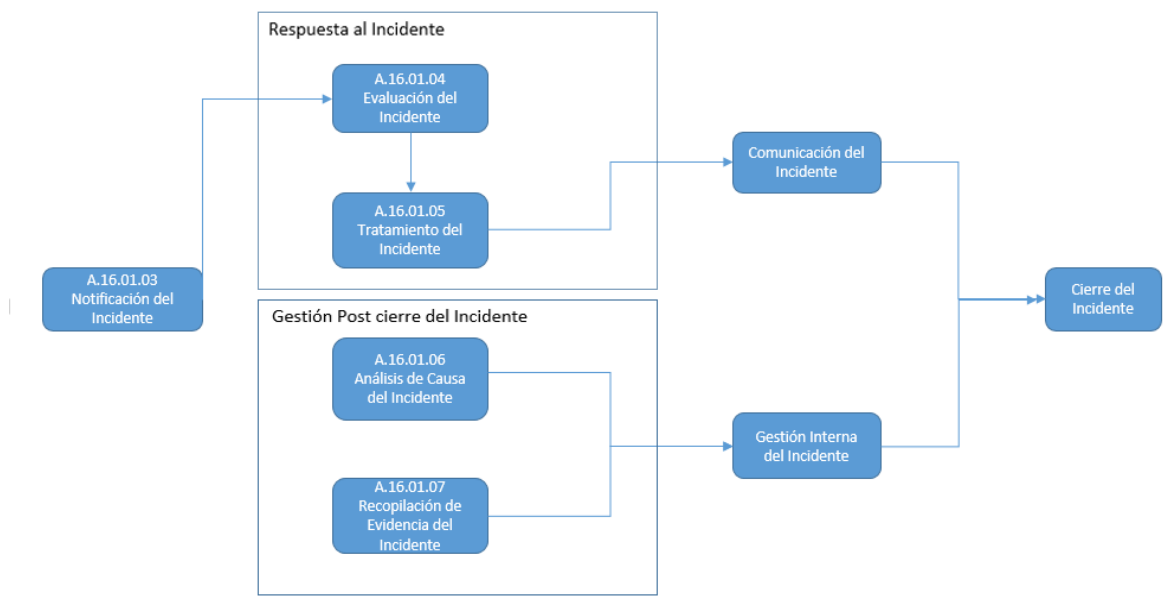 Respuesta al Incidente
A.16.01.04
Evaluación del
Incidente
A.16.01.05
Tratamiento del
Incidente
Comunicación del
Incidente
A.16.01.03
Notificación del
Incidente
Cierre del
Incidente
Gestión Post cierre del Incidente
A.16.01.06
Análisis de Causa
del Incidente
Gestión Interna
del Incidente
A.16.01.07
Recopilación de
Evidencia del
Incidente